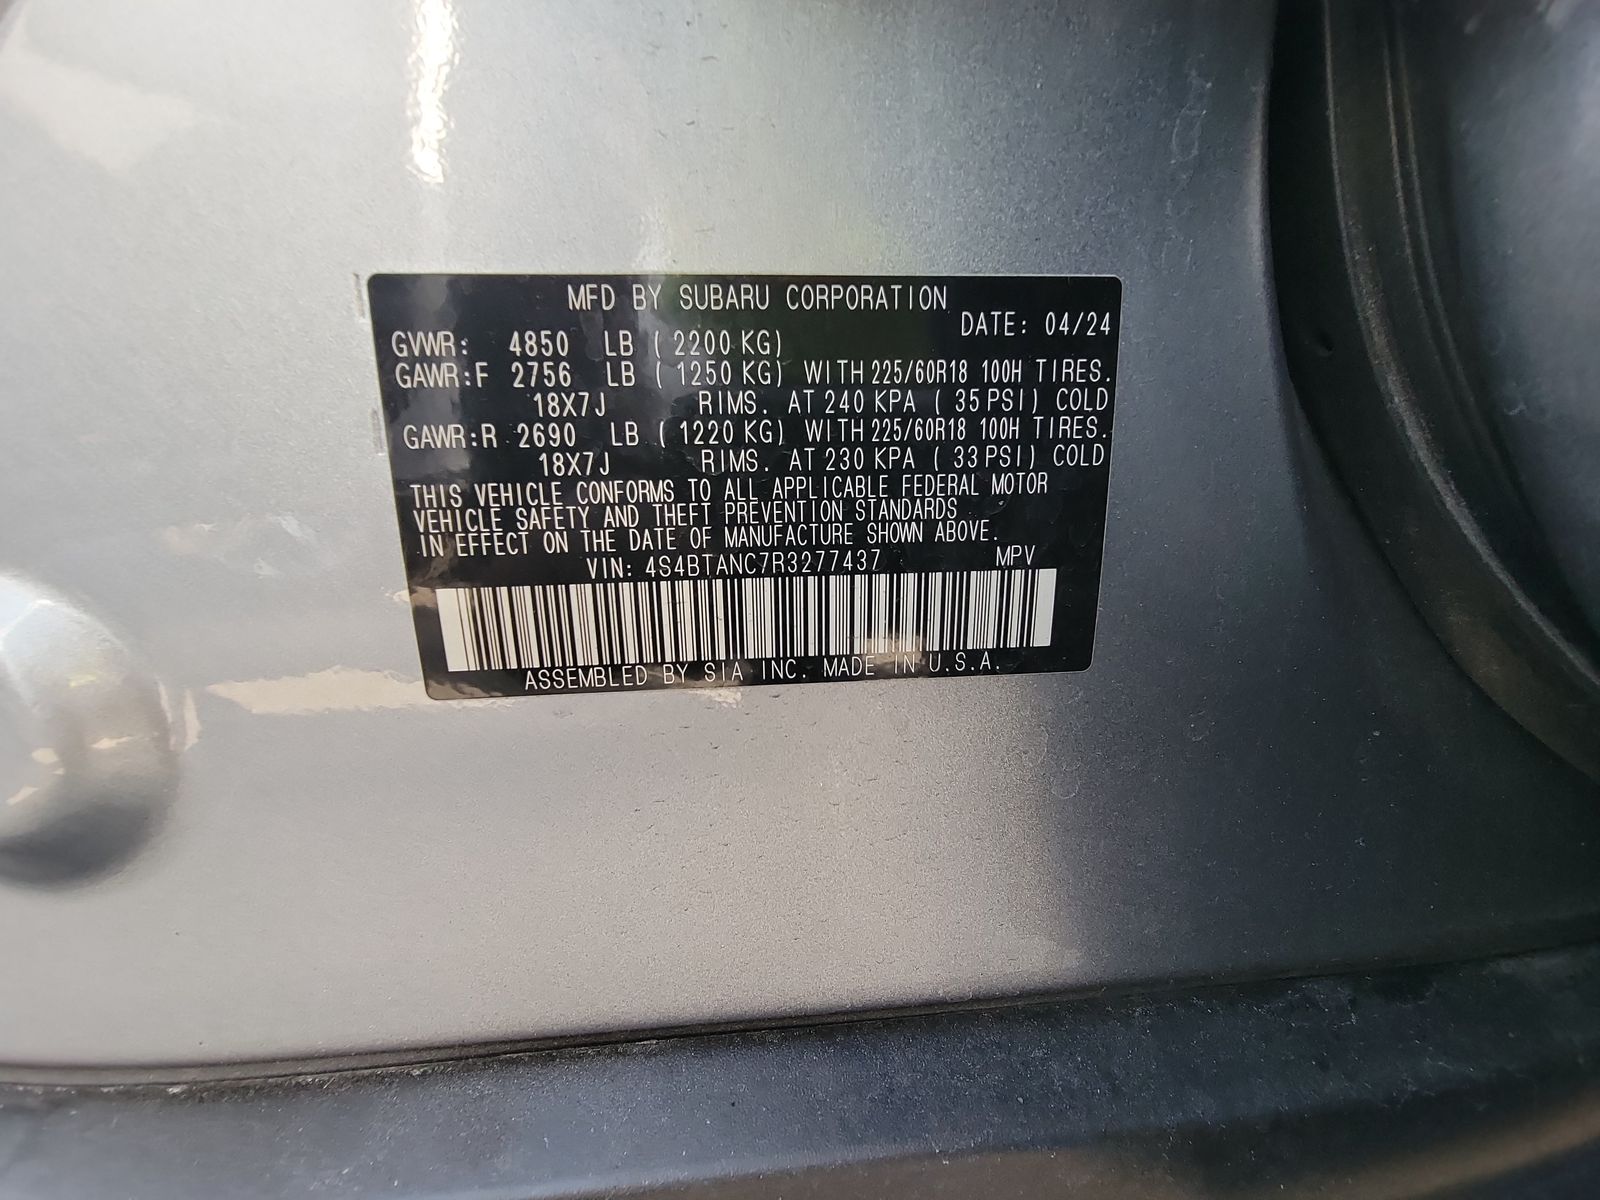 MFD BY SUBARU CORPORATION
DATE: 04/24
GVWR: 4850 LB ( 2200 KG)
GAWR:F 2756 LB ( 1250 KG) WITH 225/60R18 100H TIRES.
18X7J RIMS. AT 240 KPA ( 35 PSI) COLD
GAWR:R 2690 LB ( 1220 KG) WITH 225/60R18 100H TIRES.
18X7J RIMS. AT 230 KPA ( 33 PSI) COLD
THIS VEHICLE CONFORMS TO ALL APPLICABLE FEDERAL MOTOR
VEHICLE SAFETY AND THEFT PREVENTION STANDARDS
IN EFFECT ON THE DATE OF MANUFACTURE SHOWN ABOVE.
VIN: 4S4BTANC7R3277437 MPV
ASSEMBLED BY SIA INC. MADE IN U.S.A.